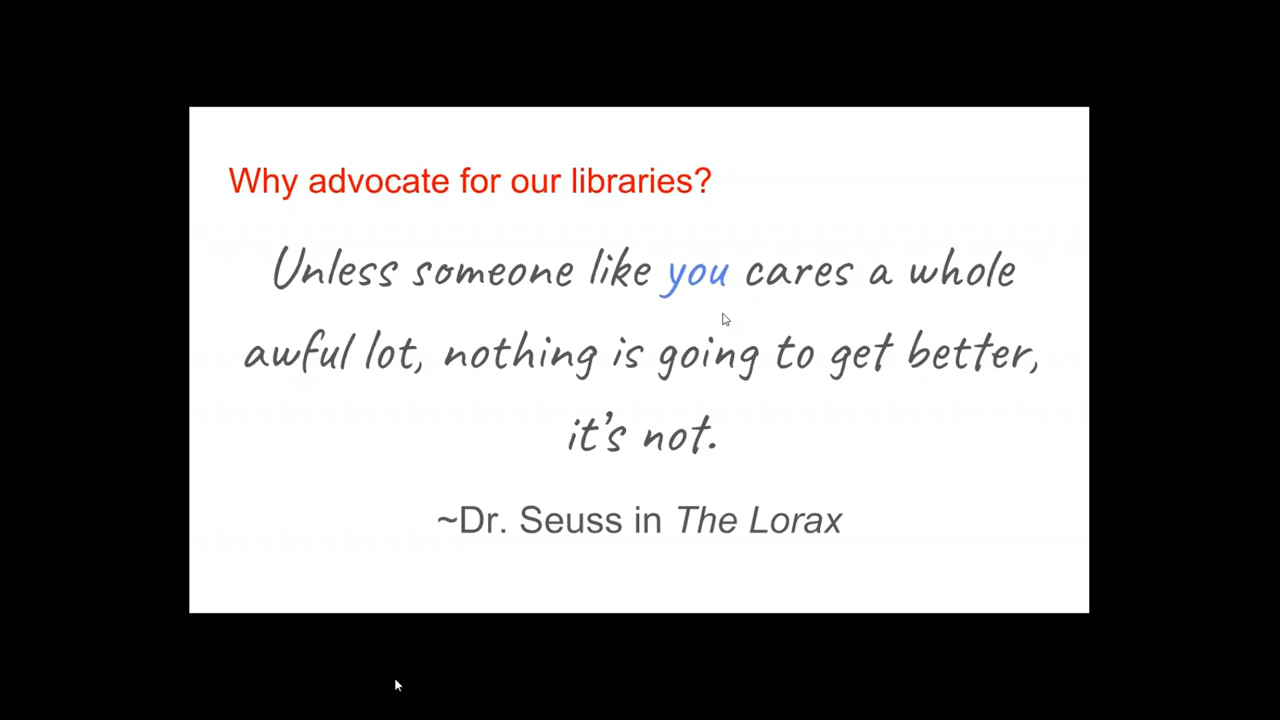 Why advocate for our libraries?
Unless someone like you cares a whole
awful lot, nothing is going to get better,
it’s not.
~Dr. Seuss in The Lorax